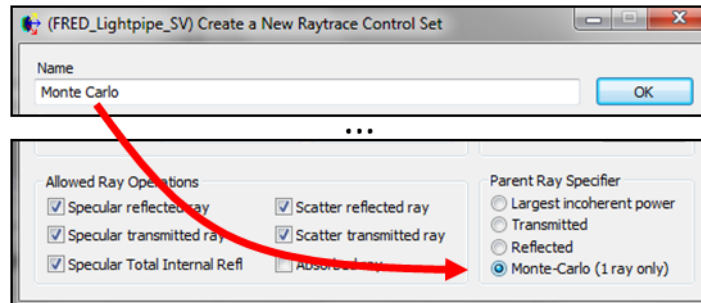 (FRED_Lightpipe_SV) Create a New Raytrace Control Set
Name
Monte Carlo
OK
...
Allowed Ray Operations
Specular reflected ray
Scatter reflected ray
Specular transmitted ray
Scatter transmitted ray
Specular Total Internal Refl
Absorbed ray
Parent Ray Specifier
Largest incoherent power
Transmitted
Reflected
Monte-Carlo (1 ray only)